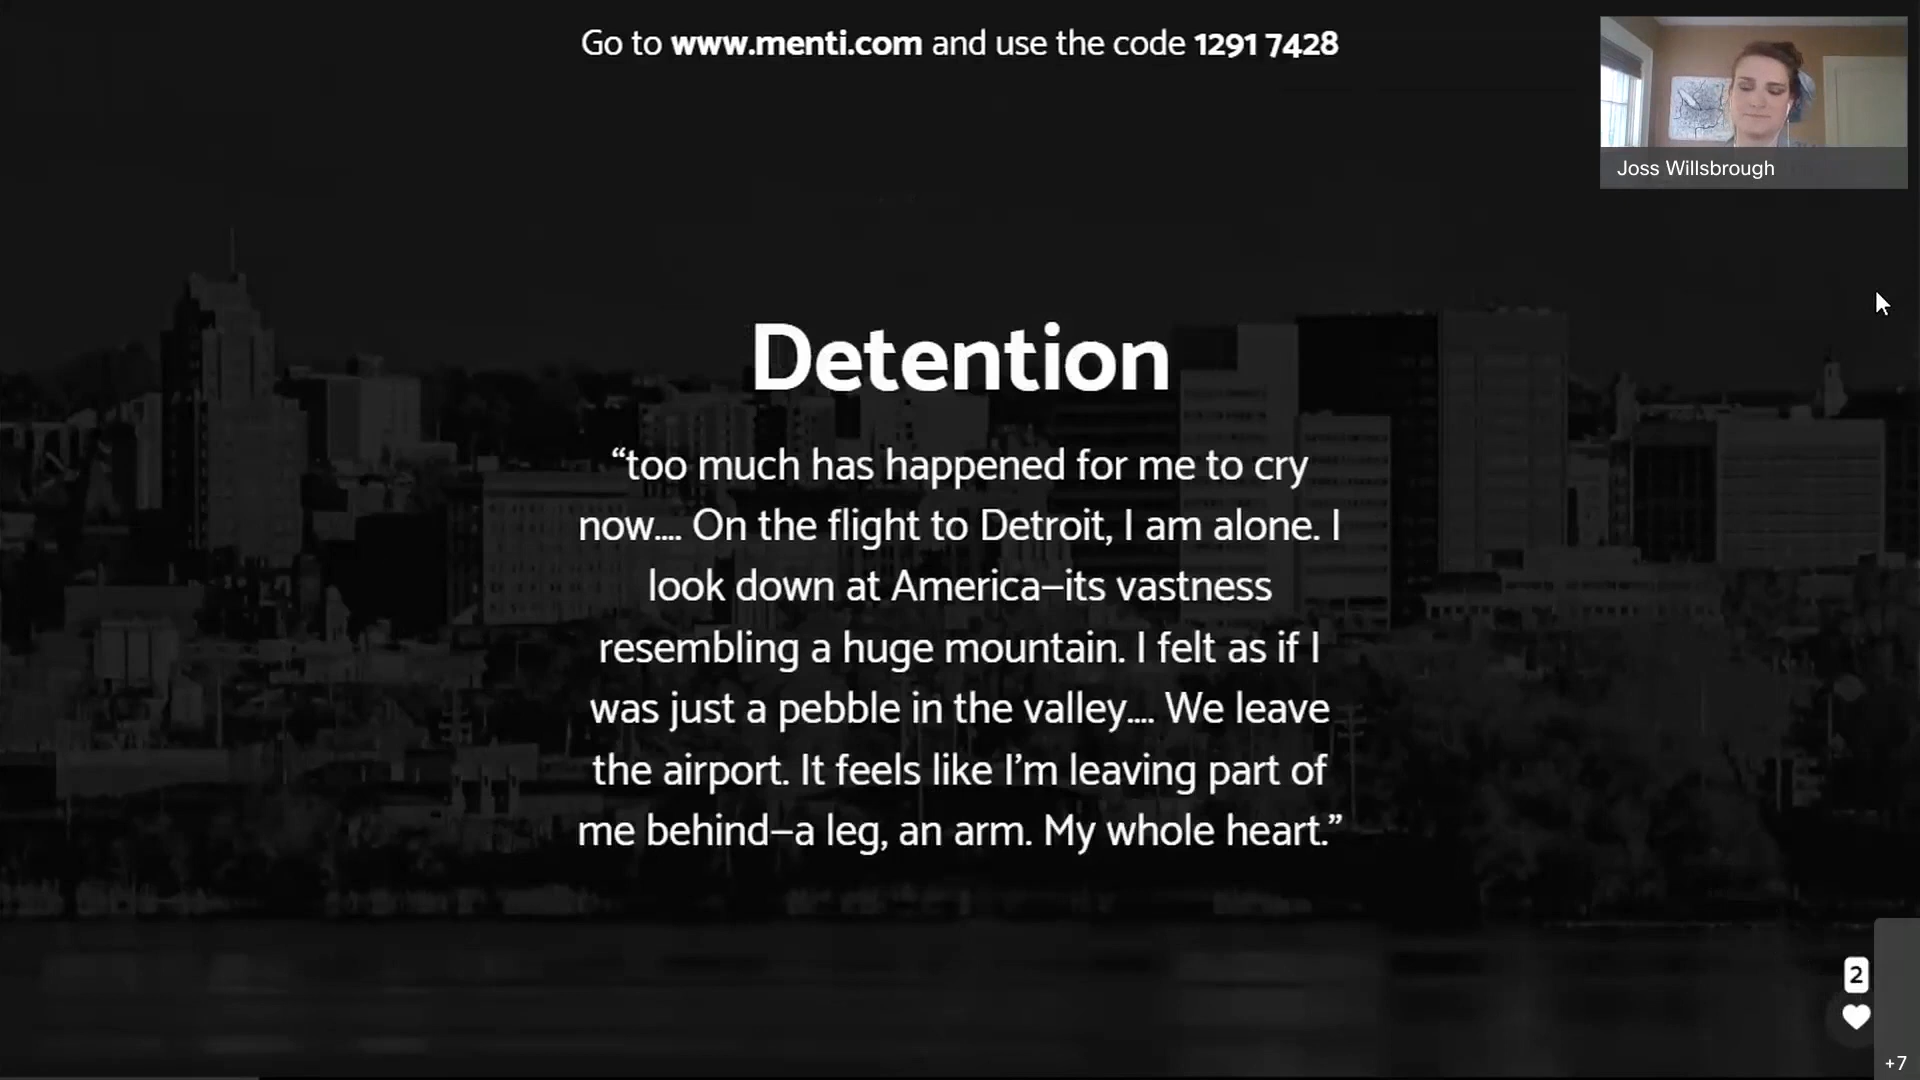 Go to www.menti.com and use the code 1291 7428
Joss Willsbrough
Detention
“too much has happened for me to cry
now.... On the flight to Detroit, I am alone. I
look down at America—its vastness
resembling a huge mountain. I felt as if I
was just a pebble in the valley.... We leave
the airport. It feels like I’m leaving part of
me behind—a leg, an arm. My whole heart.”
2
+7